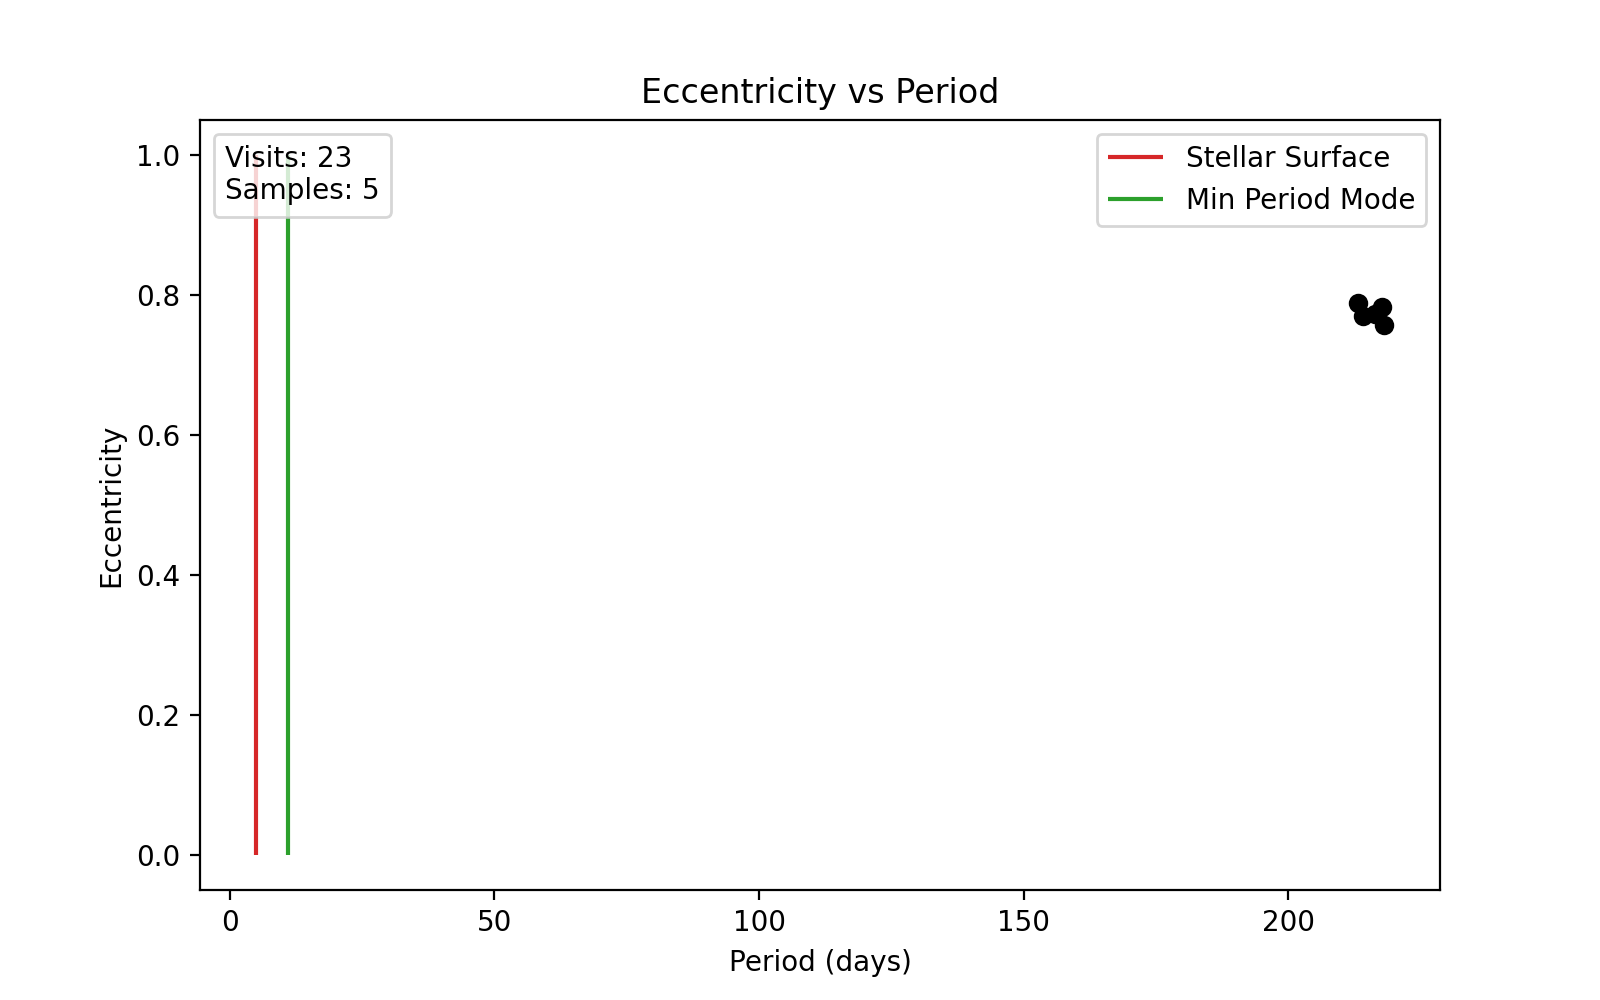 Eccentricity vs Period
Visits: 23
Samples: 5
Stellar Surface
Min Period Mode
1.0
0.8
0.6
0.4
0.2
0.0
Eccentricity
0
50
100
150
200
Period (days)